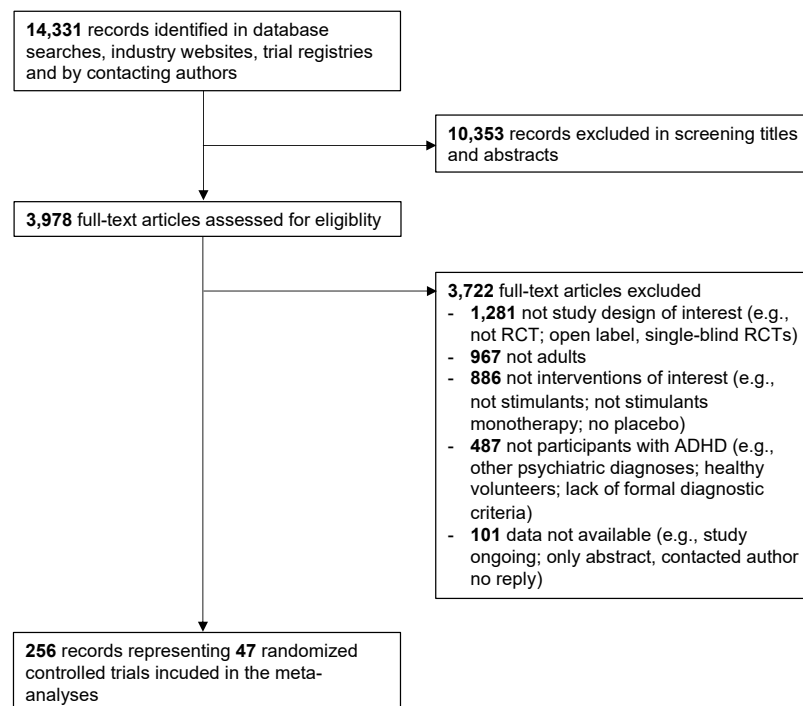 14,331 records identified in database
searches, industry websites, trial registries
and by contacting authors
10,353 records excluded in screening titles
and abstracts
3,978 full-text articles assessed for eligiblity
3,722 full-text articles excluded
- 1,281 not study design of interest (e.g.,
not RCT; open label, single-blind RCTs)
- 967 not adults
- 886 not interventions of interest (e.g.,
not stimulants; not stimulants
monotherapy; no placebo)
- 487 not participants with ADHD (e.g.,
other psychiatric diagnoses; healthy
volunteers; lack of formal diagnostic
criteria)
- 101 data not available (e.g., study
ongoing; only abstract, contacted author
no reply)
256 records representing 47 randomized
controlled trials incuded in the meta-
analyses